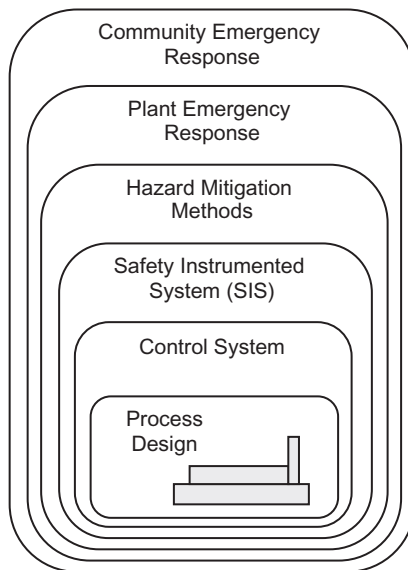 Community Emergency
Response
Plant Emergency
Response
Hazard Mitigation
Methods
Safety Instrumented
System (SIS)
Control System
Process
Design